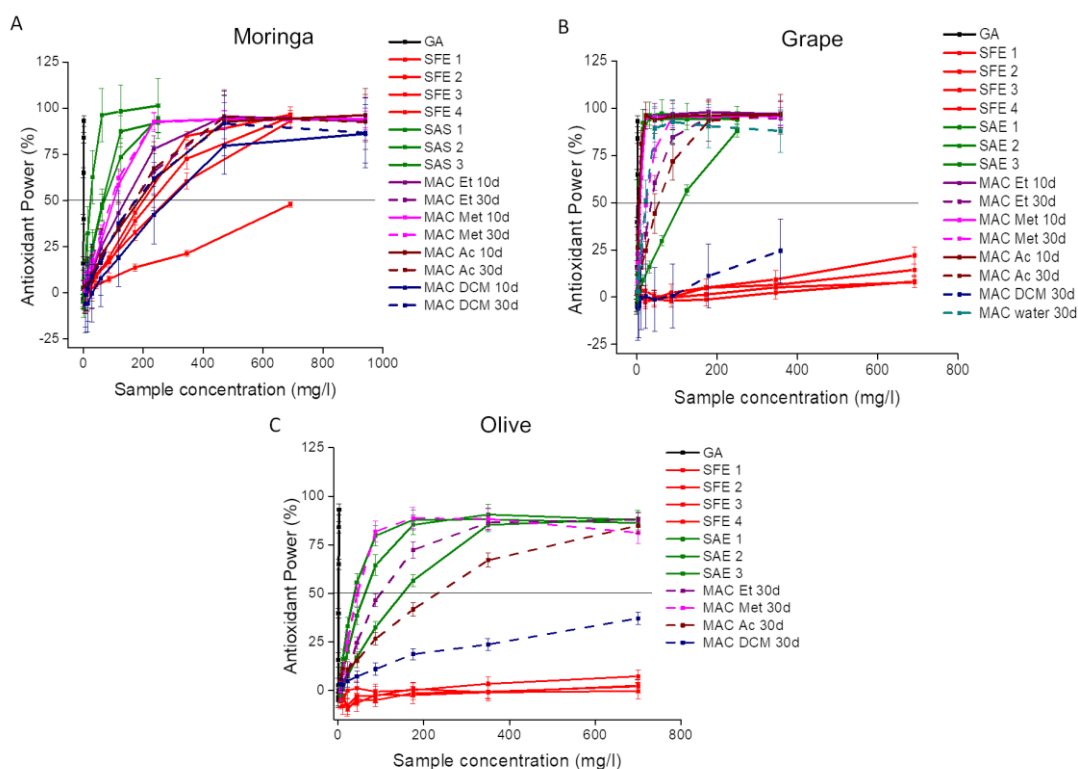 A
Moringa
Antioxidant Power (%)
125
100
75
50
25
0
-25
0
200
400
600
800
1000
Sample concentration (mg/l)
GA
SFE 1
SFE 2
SFE 3
SFE 4
SAS 1
SAS 2
SAS 3
MAC Et 10d
MAC Et 30d
MAC Met 10d
MAC Met 30d
MAC Ac 10d
MAC Ac 30d
MAC DCM 10d
MAC DCM 30d
B
Grape
Antioxidant Power (%)
125
100
75
50
25
0
-25
0
200
400
600
800
Sample concentration (mg/l)
GA
SFE 1
SFE 2
SFE 3
SFE 4
SAE 1
SAE 2
SAE 3
MAC Et 10d
MAC Et 30d
MAC Met 10d
MAC Met 30d
MAC Ac 10d
MAC Ac 30d
MAC DCM 30d
MAC water 30d
C
Olive
Antioxidant Power (%)
125
100
75
50
25
0
-25
0
200
400
600
800
Sample concentration (mg/l)
GA
SFE 1
SFE 2
SFE 3
SFE 4
SAE 1
SAE 2
SAE 3
MAC Et 30d
MAC Met 30d
MAC Ac 30d
MAC DCM 30d